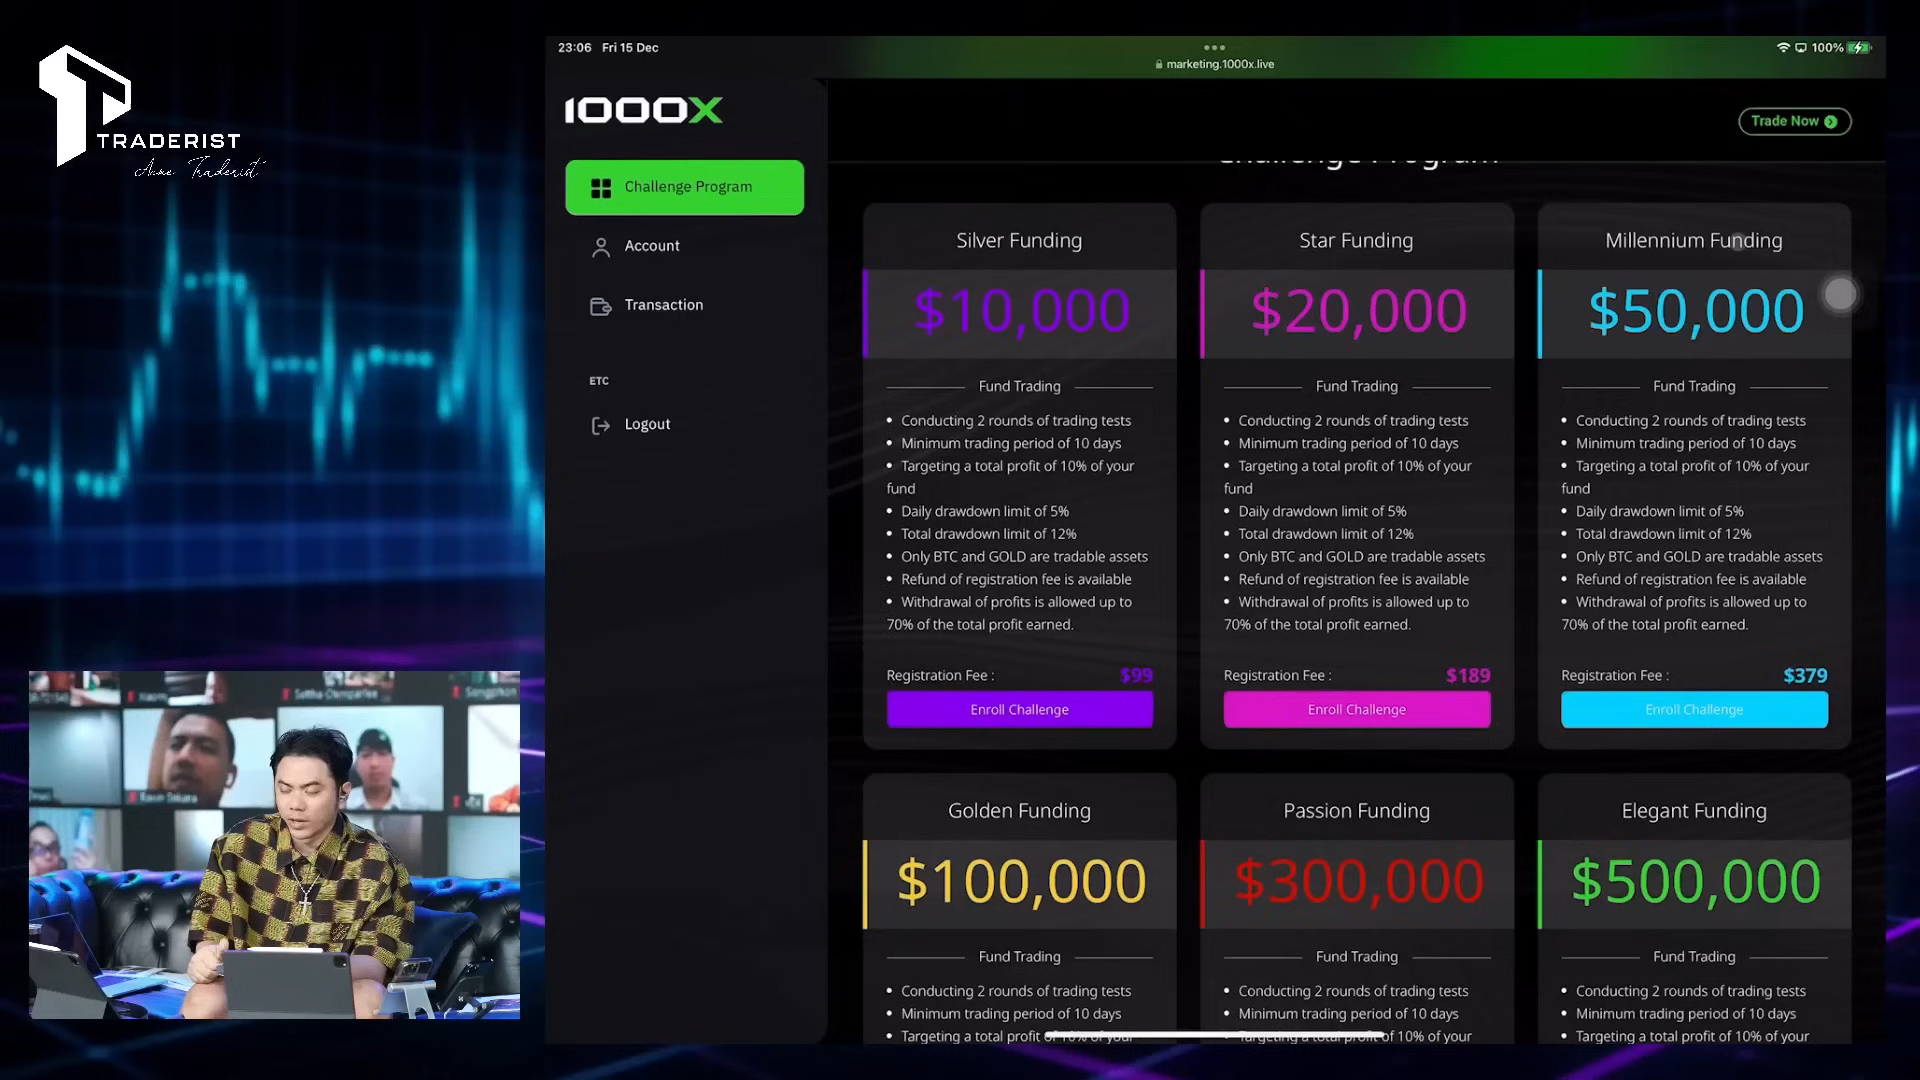 TRADERIST
Acme Traderist
23:06 Fri 15 Dec
marketing.1000x.live
100%
1000X
Trade Now
Challenge Program
Account
Transaction
ETC
Logout
Challenge Program
Silver Funding
$10,000
Fund Trading
• Conducting 2 rounds of trading tests
• Minimum trading period of 10 days
• Targeting a total profit of 10% of your
fund
• Daily drawdown limit of 5%
• Total drawdown limit of 12%
• Only BTC and GOLD are tradable assets
• Refund of registration fee is available
• Withdrawal of profits is allowed up to
70% of the total profit earned.
Registration Fee : $99
Enroll Challenge
Star Funding
$20,000
Fund Trading
• Conducting 2 rounds of trading tests
• Minimum trading period of 10 days
• Targeting a total profit of 10% of your
fund
• Daily drawdown limit of 5%
• Total drawdown limit of 12%
• Only BTC and GOLD are tradable assets
• Refund of registration fee is available
• Withdrawal of profits is allowed up to
70% of the total profit earned.
Registration Fee : $189
Enroll Challenge
Millennium Funding
$50,000
Fund Trading
• Conducting 2 rounds of trading tests
• Minimum trading period of 10 days
• Targeting a total profit of 10% of your
fund
• Daily drawdown limit of 5%
• Total drawdown limit of 12%
• Only BTC and GOLD are tradable assets
• Refund of registration fee is available
• Withdrawal of profits is allowed up to
70% of the total profit earned.
Registration Fee : $379
Enroll Challenge
Golden Funding
$100,000
Fund Trading
• Conducting 2 rounds of trading tests
• Minimum trading period of 10 days
• Targeting a total profit of 10% of your
Passion Funding
$300,000
Fund Trading
• Conducting 2 rounds of trading tests
• Minimum trading period of 10 days
• Targeting a total profit of 10% of your
Elegant Funding
$500,000
Fund Trading
• Conducting 2 rounds of trading tests
• Minimum trading period of 10 days
• Targeting a total profit of 10% of your